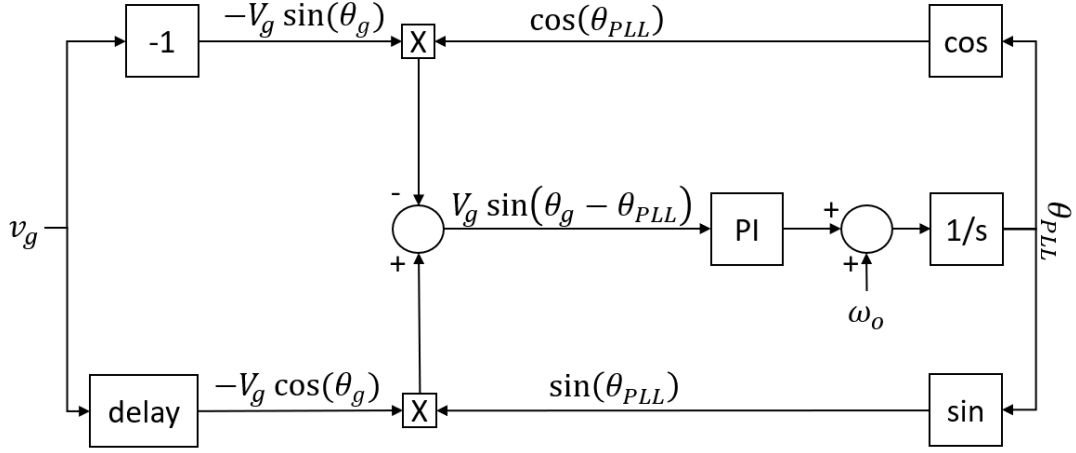 −V_g sin(θ_g)
-1
X
cos(θ_PLL)
cos
-
v_g
V_g sin(θ_g − θ_PLL)
PI
+
1/s
θ_PLL
+
+
ω_o
delay
−V_g cos(θ_g)
X
sin(θ_PLL)
sin